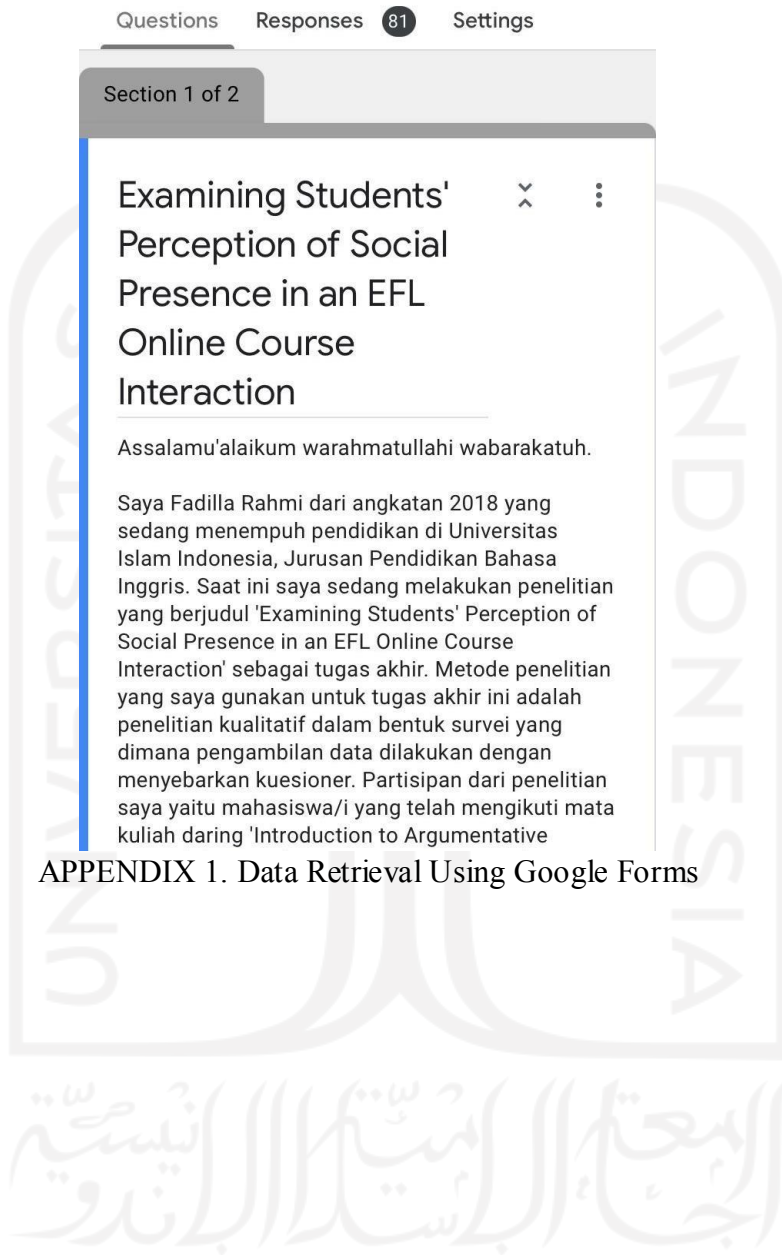 Questions Responses 81 Settings
Section 1 of 2
Examining Students'
Perception of Social
Presence in an EFL
Online Course
Interaction
Assalamu'alaikum warahmatullahi wabarakatuh.
Saya Fadilla Rahmi dari angkatan 2018 yang
sedang menempuh pendidikan di Universitas
Islam Indonesia, Jurusan Pendidikan Bahasa
Inggris. Saat ini saya sedang melakukan penelitian
yang berjudul 'Examining Students' Perception of
Social Presence in an EFL Online Course
Interaction' sebagai tugas akhir. Metode penelitian
yang saya gunakan untuk tugas akhir ini adalah
penelitian kualitatif dalam bentuk survei yang
dimana pengambilan data dilakukan dengan
menyebarkan kuesioner. Partisipan dari penelitian
saya yaitu mahasiswa/i yang telah mengikuti mata
kuliah daring 'Introduction to Argumentative
APPENDIX 1. Data Retrieval Using Google Forms
INDONESIA